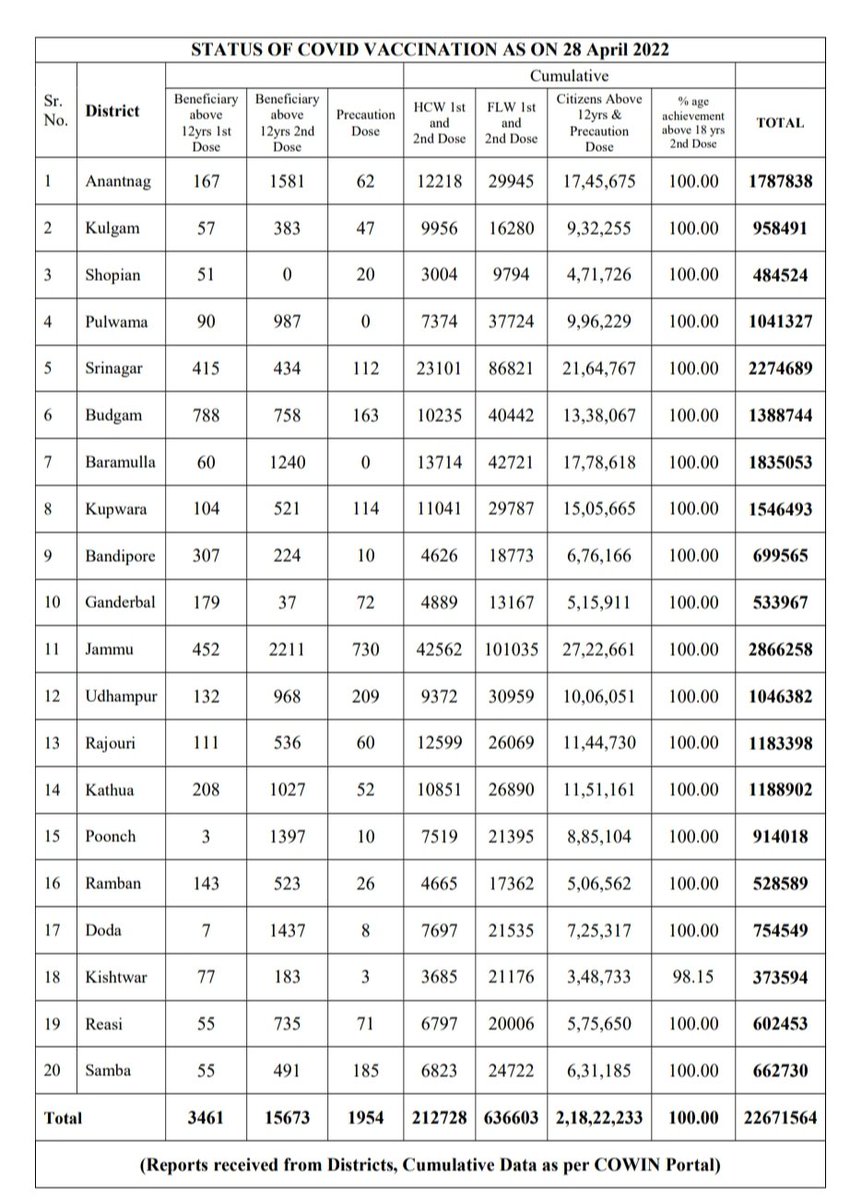 STATUS OF COVID VACCINATION AS ON 28 April 2022
Cumulative
Sr. No. District Beneficiary above 12yrs 1st Dose Beneficiary above 12yrs 2nd Dose Precaution Dose HCW 1st and 2nd Dose FLW 1st and 2nd Dose Citizens Above 12yrs & Precaution Dose % age achievement above 18 yrs 2nd Dose TOTAL
1 Anantnag 167 1581 62 12218 29945 17,45,675 100.00 1787838
2 Kulgam 57 383 47 9956 16280 9,32,255 100.00 958491
3 Shopian 51 0 20 3004 9794 4,71,726 100.00 484524
4 Pulwama 90 987 0 7374 37724 9,96,229 100.00 1041327
5 Srinagar 415 434 112 23101 86821 21,64,767 100.00 2274689
6 Budgam 788 758 163 10235 40442 13,38,067 100.00 1388744
7 Baramulla 60 1240 0 13714 42721 17,78,618 100.00 1835053
8 Kupwara 104 521 114 11041 29787 15,05,665 100.00 1546493
9 Bandipore 307 224 10 4626 18773 6,76,166 100.00 699565
10 Ganderbal 179 37 72 4889 13167 5,15,911 100.00 533967
11 Jammu 452 2211 730 42562 101035 27,22,661 100.00 2866258
12 Udhampur 132 968 209 9372 30959 10,06,051 100.00 1046382
13 Rajouri 111 536 60 12599 26069 11,44,730 100.00 1183398
14 Kathua 208 1027 52 10851 26890 11,51,161 100.00 1188902
15 Poonch 3 1397 10 7519 21395 8,85,104 100.00 914018
16 Ramban 143 523 26 4665 17362 5,06,562 100.00 528589
17 Doda 7 1437 8 7697 21535 7,25,317 100.00 754549
18 Kishtwar 77 183 3 3685 21176 3,48,733 98.15 373594
19 Reasi 55 735 71 6797 20006 5,75,650 100.00 602453
20 Samba 55 491 185 6823 24722 6,31,185 100.00 662730
Total 3461 15673 1954 212728 636603 2,18,22,233 100.00 22671564
(Reports received from Districts, Cumulative Data as per COWIN Portal)